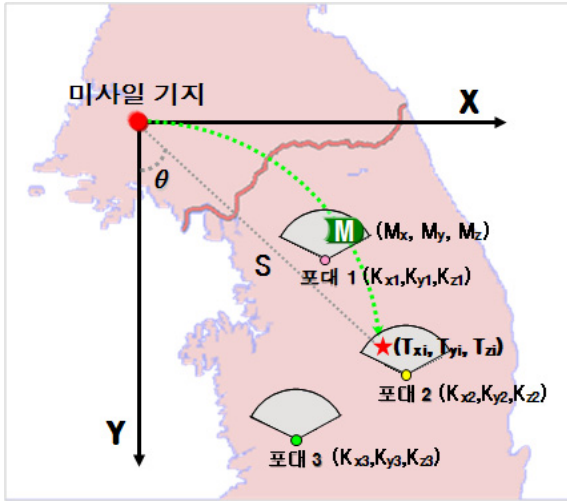 미사일 기지
X
θ
M (Mx, My, Mz)
S
포대 1 (Kx1,Ky1,Kz1)
(Txi, Tyi, Tzi)
포대 2 (Kx2,Ky2,Kz2)
Y
포대 3 (Kx3,Ky3,Kz3)